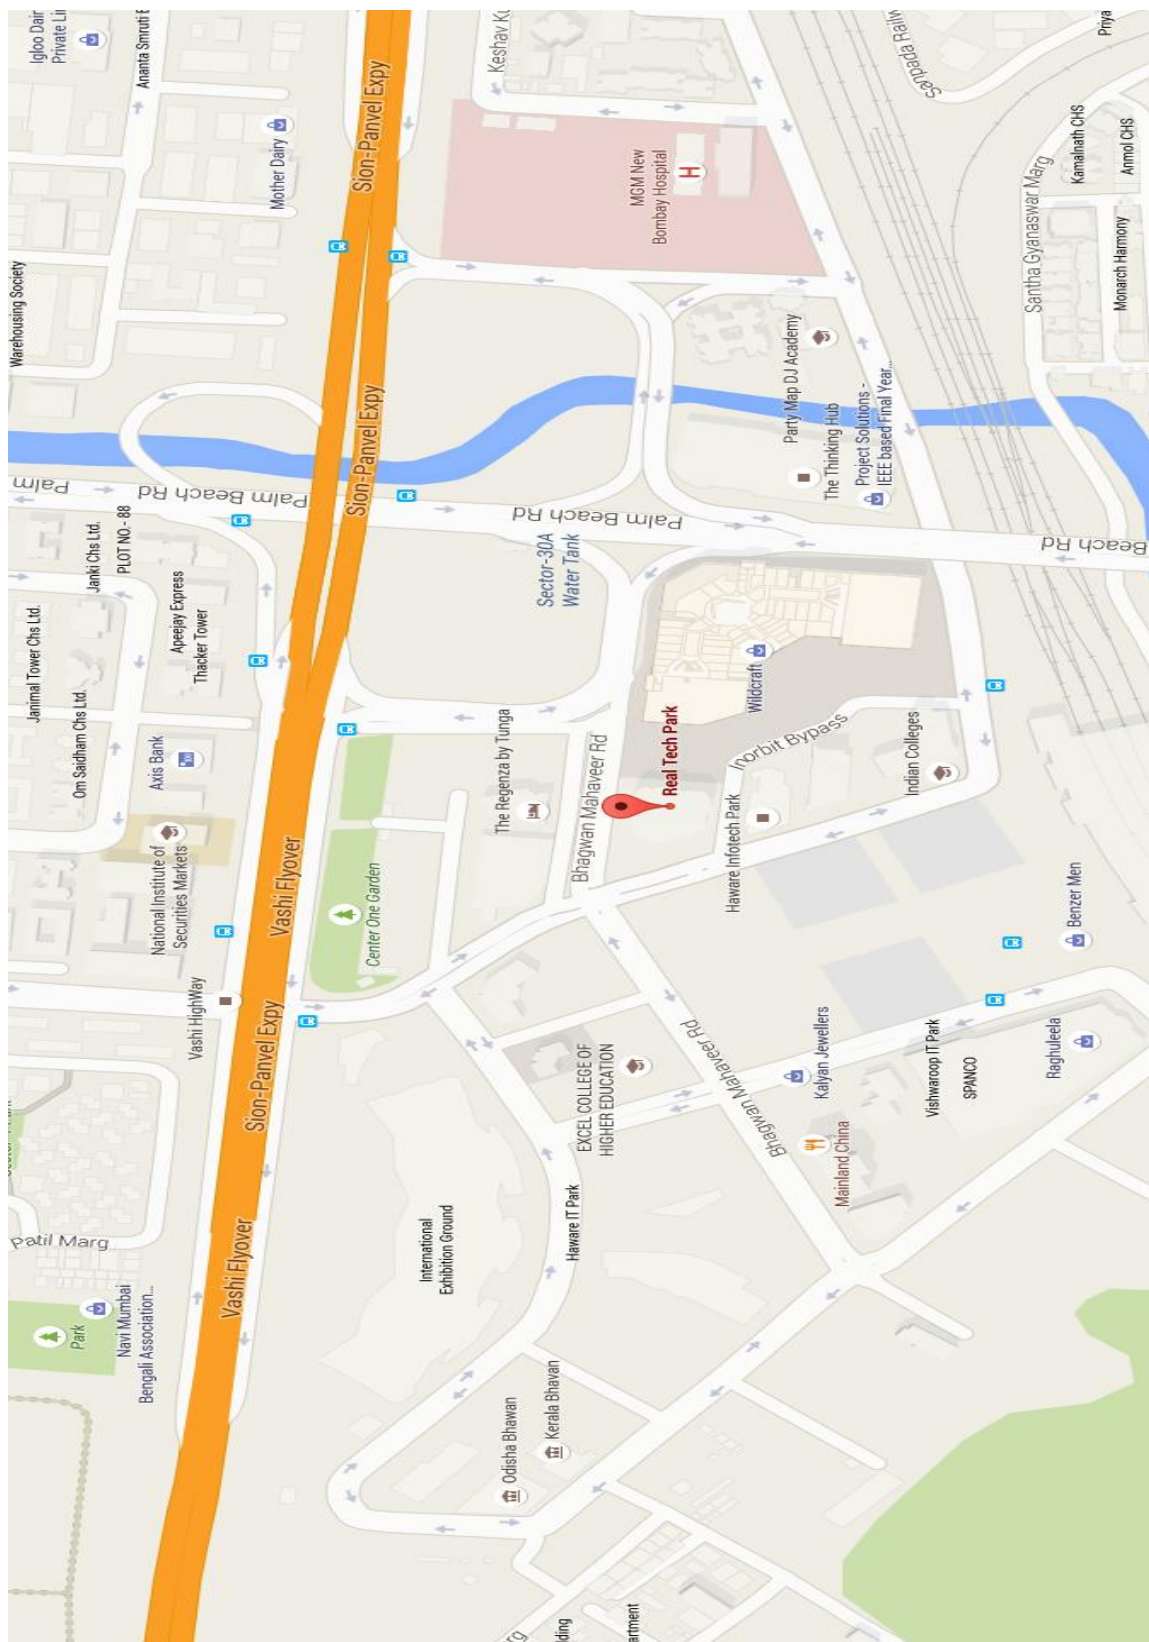 Park
Navi Mumbai
Bengali Association...
Patil Marg
Warehousing Society
Igloo Dair
Private Lin
Palm
Janimal Tower Chs Ltd.
Om Saidham Chs Ltd.
Janki Chs Ltd.
PLOT NO.- 88
Ananta Smruti B
Axis Bank
National Institute of
Securities Markets
Apeejay Express
Thacker Tower
Palm Beach Rd
Vashi HighWay
Mother Dairy
Vashi Flyover
Sion-Panvel Expy
Vashi Flyover
Sion-Panvel Expy
Sion-Panvel Expy
Center One Garden
International
Exhibition Ground
Odisha Bhawan
Kerala Bhavan
The Regenza by Tunga
Keshav Ku
Sector-30A
Water Tank
Palm Beach Rd
Haware IT Park
EXCEL COLLEGE OF
HIGHER EDUCATION
Bhagwan Mahaveer Rd
Real Tech Park
MGM New
Bombay Hospital
H
Bhagwan Mahaveer Rd
Haware Infotech Park
Inorbit Bypass
Wildcraft
Party Map DJ Academy
The Thinking Hub
Project Solutions -
IEEE based Final Year...
Kalyan Jewellers
Mainland China
Indian Colleges
Sanpada Railw
Vishwaroop IT Park
SPANCO
Santha Gyanaswar Marg
Beach Rd
Raghuleela
Benzer Men
Kamalnath CHS
Monarch Harmony
Anmol CHS
Priya
lding
artment